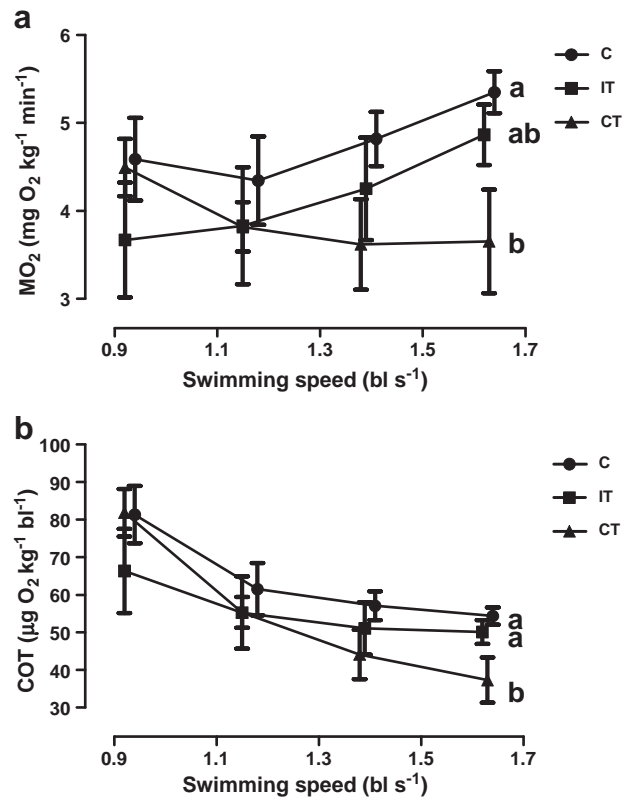 a
6
5
4
3
MO₂ (mg O₂ kg⁻¹ min⁻¹)
C
IT
CT
a
ab
b
0.9 1.1 1.3 1.5 1.7
Swimming speed (bl s⁻¹)
b
100
90
80
70
60
50
40
30
COT (µg O₂ kg⁻¹ bl⁻¹)
C
IT
CT
a
a
b
0.9 1.1 1.3 1.5 1.7
Swimming speed (bl s⁻¹)